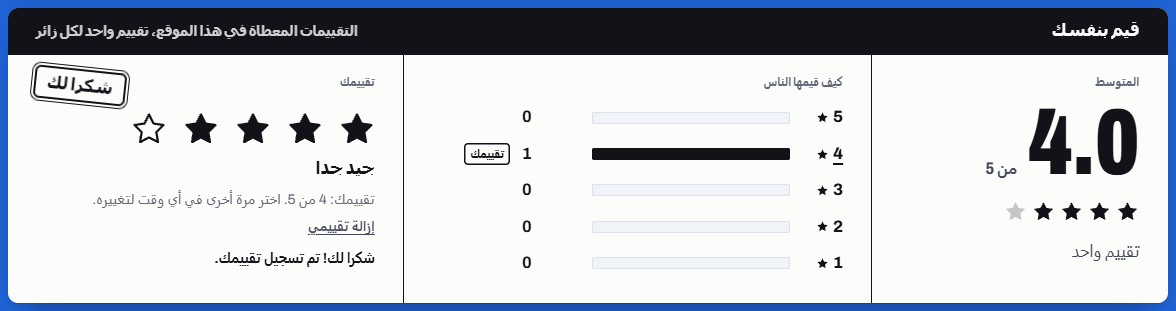 قيم بنفسك
التقييمات المعطاة في هذا الموقع، تقييم واحد لكل زائر
المتوسط
4.0 من 5
تقييم واحد
كيف قيمها الناس
5 ★ 0
4 ★ 1 تقييمك
3 ★ 0
2 ★ 0
1 ★ 0
تقييمك
شكرا لك
جيد جدا
تقييمك: 4 من 5. اختر مرة أخرى في أي وقت لتغييره.
إزالة تقييمي
شكرا لك! تم تسجيل تقييمك.